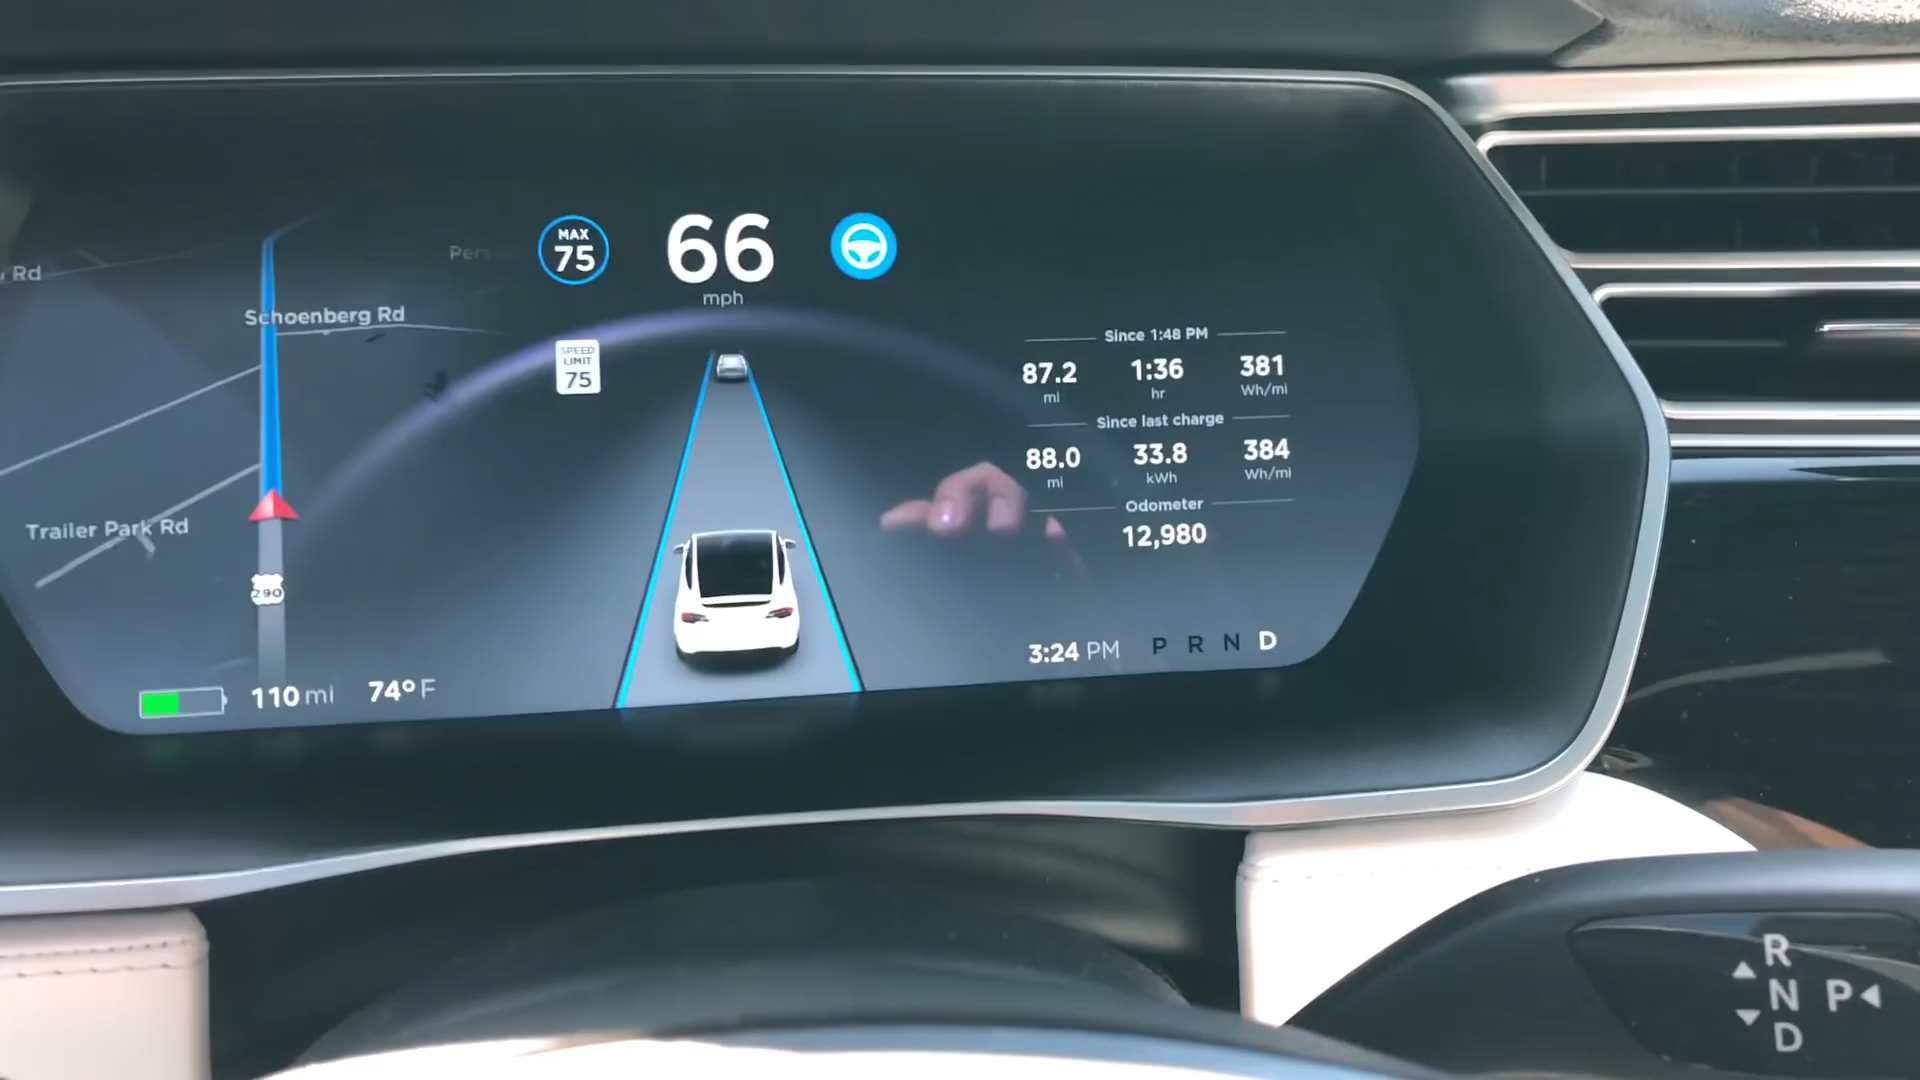 Rd
Schoenberg Rd
Trailer Park Rd
290
110 mi
74° F
MAX
75
66
mph
SPEED
LIMIT
75
Since 1:48 PM
87.2 1:36 381
mi hr Wh/mi
Since last charge
88.0 33.8 384
mi kWh Wh/mi
Odometer
12,980
3:24 PM P R N D
R
N P
D